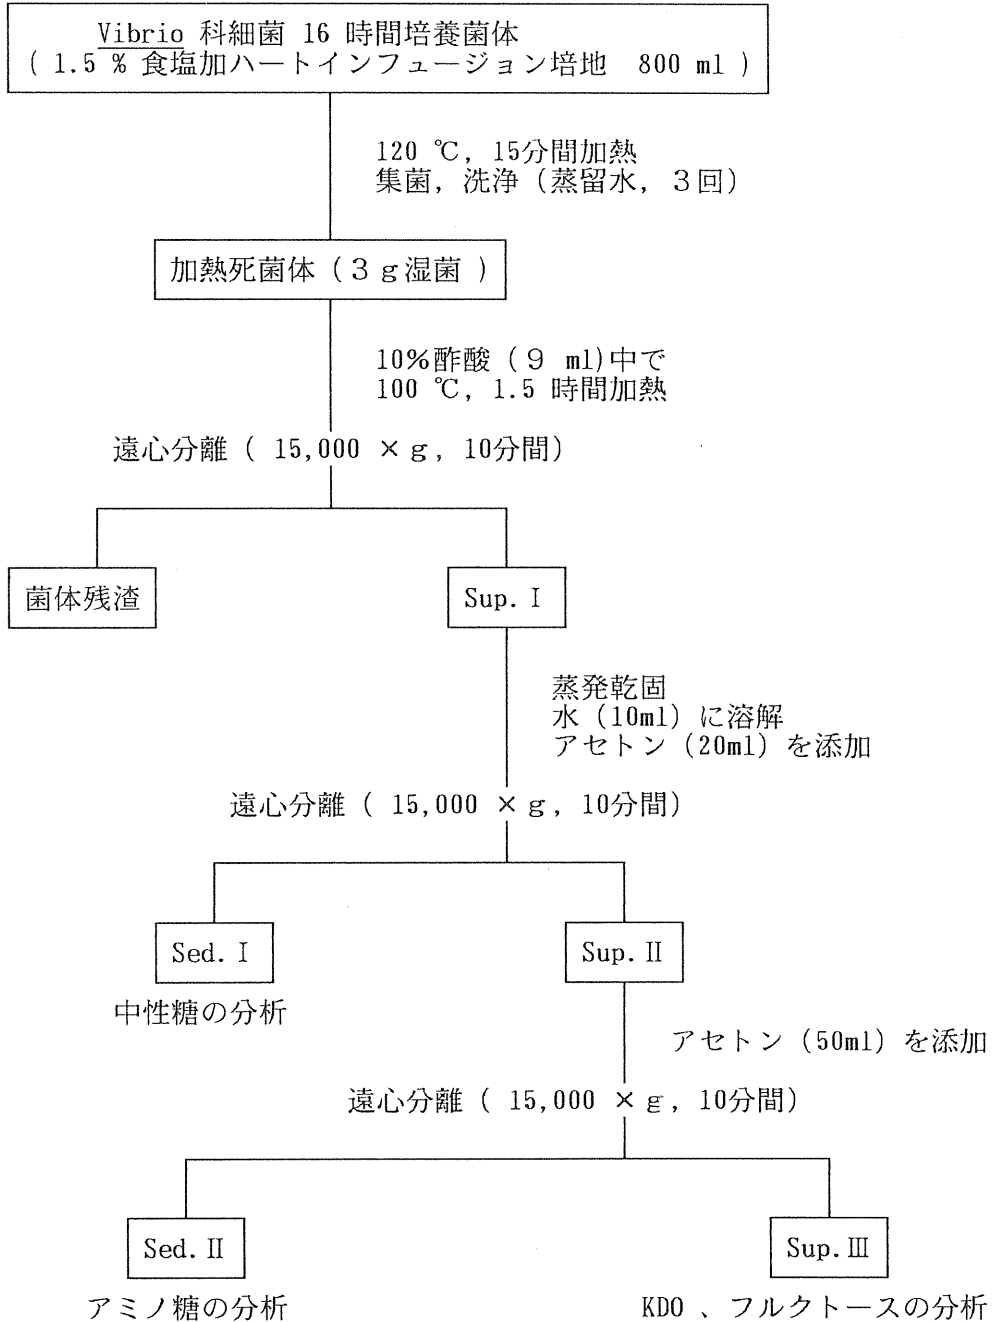 Vibrio 科細菌 16 時間培養菌体
( 1.5 % 食塩加ハートインフュージョン培地 800 ml )
120 ℃, 15分間加熱
集菌, 洗浄 (蒸留水, 3回)
加熱死菌体 (3 g湿菌 )
10%酢酸 (9 ml)中で
100 ℃, 1.5 時間加熱
遠心分離 ( 15,000 × g, 10分間)
菌体残渣
Sup. Ⅰ
蒸発乾固
水 (10ml) に溶解
アセトン (20ml) を添加
遠心分離 ( 15,000 × g, 10分間)
Sed. Ⅰ
Sup. Ⅱ
中性糖の分析
アセトン (50ml) を添加
遠心分離 ( 15,000 × g, 10分間)
Sed. Ⅱ
Sup. Ⅲ
アミノ糖の分析
KDO 、フルクトースの分析